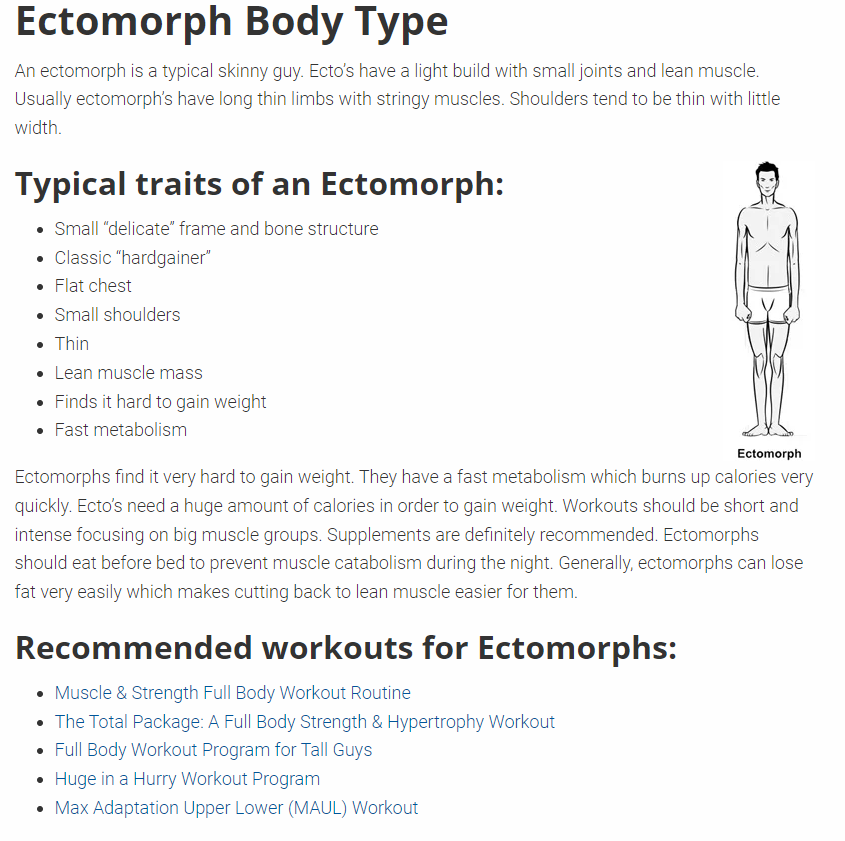 Ectomorph Body Type
An ectomorph is a typical skinny guy. Ecto’s have a light build with small joints and lean muscle.
Usually ectomorph’s have long thin limbs with stringy muscles. Shoulders tend to be thin with little
width.
Typical traits of an Ectomorph:
• Small “delicate” frame and bone structure
• Classic “hardgainer”
• Flat chest
• Small shoulders
• Thin
• Lean muscle mass
• Finds it hard to gain weight
• Fast metabolism
Ectomorph
Ectomorphs find it very hard to gain weight. They have a fast metabolism which burns up calories very
quickly. Ecto’s need a huge amount of calories in order to gain weight. Workouts should be short and
intense focusing on big muscle groups. Supplements are definitely recommended. Ectomorphs
should eat before bed to prevent muscle catabolism during the night. Generally, ectomorphs can lose
fat very easily which makes cutting back to lean muscle easier for them.
Recommended workouts for Ectomorphs:
• Muscle & Strength Full Body Workout Routine
• The Total Package: A Full Body Strength & Hypertrophy Workout
• Full Body Workout Program for Tall Guys
• Huge in a Hurry Workout Program
• Max Adaptation Upper Lower (MAUL) Workout